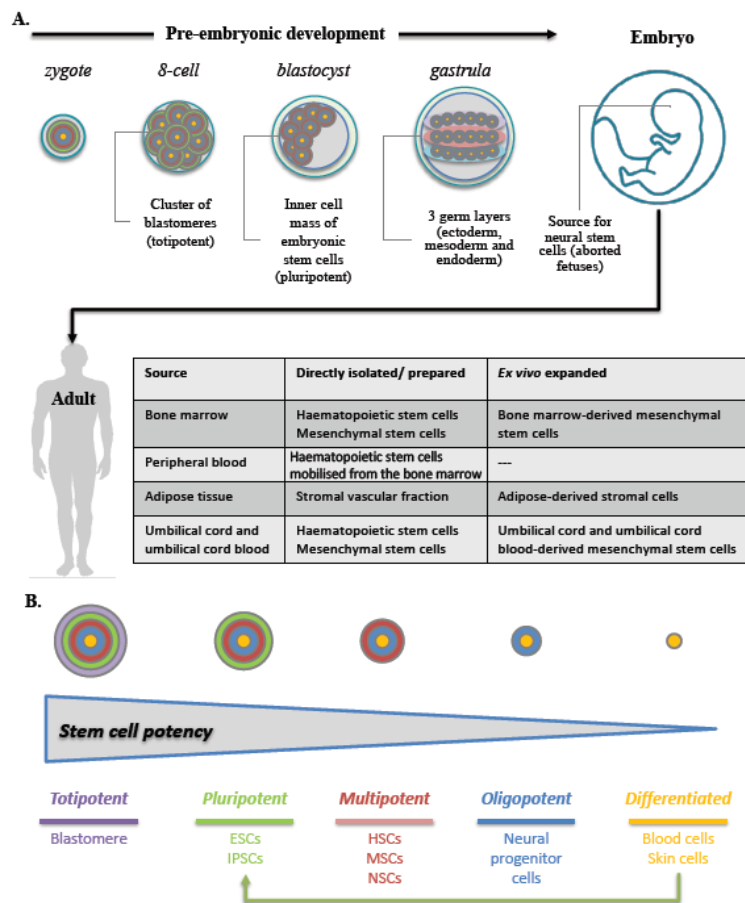 A.
Pre-embryonic development
Embryo
zygote
8-cell
blastocyst
gastrula
Cluster of
blastomeres
(totipotent)
Inner cell
mass of
embryonic
stem cells
(pluripotent)
3 germ layers
(ectoderm,
mesoderm and
endoderm)
Source for
neural stem
cells (aborted
fetuses)
Adult
Source
Directly isolated/ prepared
Ex vivo expanded
Bone marrow
Haematopoietic stem cells
Mesenchymal stem cells
Bone marrow-derived mesenchymal
stem cells
Peripheral blood
Haematopoietic stem cells
mobilised from the bone marrow
---
Adipose tissue
Stromal vascular fraction
Adipose-derived stromal cells
Umbilical cord and
umbilical cord blood
Haematopoietic stem cells
Mesenchymal stem cells
Umbilical cord and umbilical cord
blood-derived mesenchymal stem cells
B.
Stem cell potency
Totipotent
Blastomere
Pluripotent
ESCs
IPSCs
Multipotent
HSCs
MSCs
NSCs
Oligopotent
Neural
progenitor
cells
Differentiated
Blood cells
Skin cells